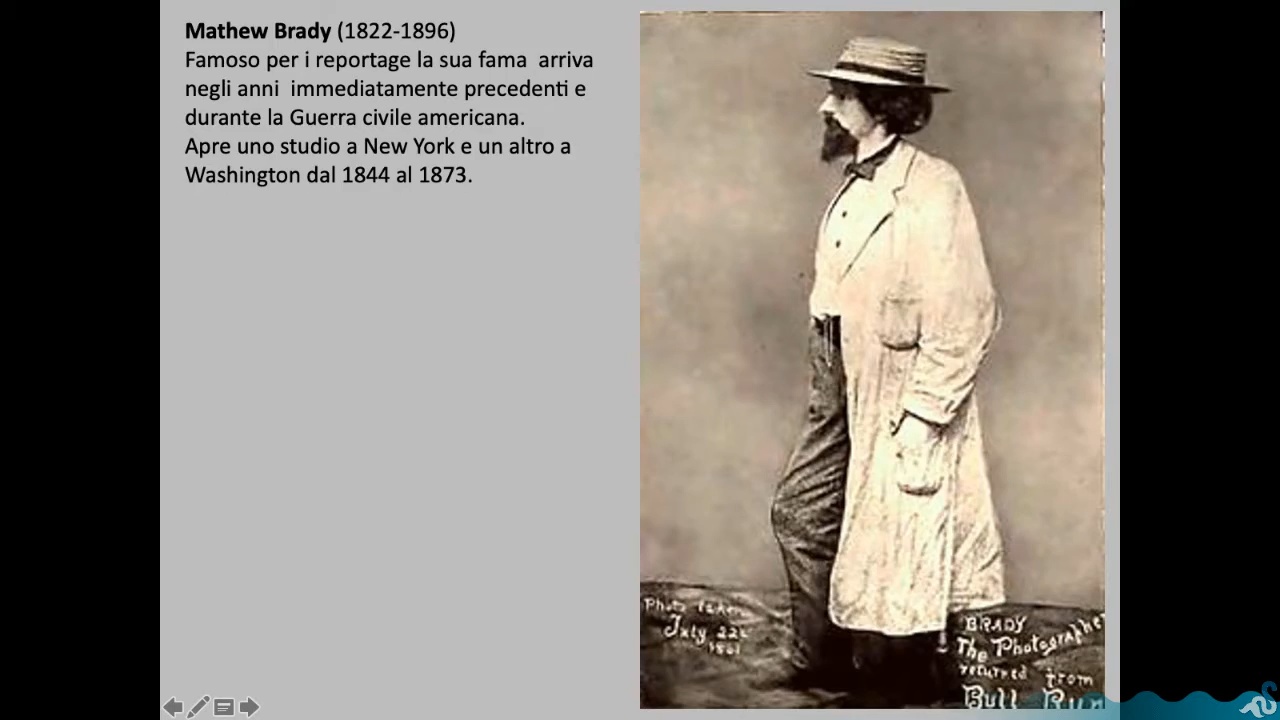 Mathew Brady (1822-1896)
Famoso per i reportage la sua fama arriva
negli anni immediatamente precedenti e
durante la Guerra civile americana.
Apre uno studio a New York e un altro a
Washington dal 1844 al 1873.
Photo taken
July 22d
1861
BRADY
The Photographer
returned from
Bull Run